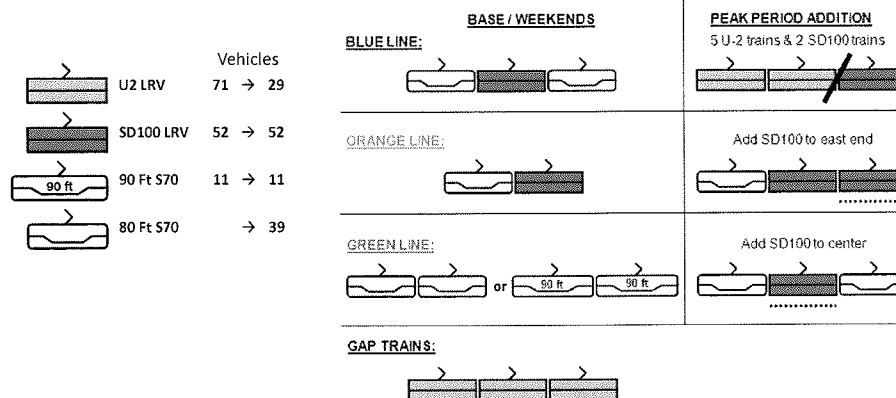 Vehicles
U2 LRV 71 → 29
SD100 LRV 52 → 52
90 ft
90 Ft S70 11 → 11
80 Ft S70 → 39
BASE / WEEKENDS
BLUE LINE:
ORANGE LINE:
GREEN LINE:
or
90 ft
90 ft
GAP TRAINS:
PEAK PERIOD ADDITION
5 U-2 trains & 2 SD100 trains
Add SD100 to east end
Add SD100 to center